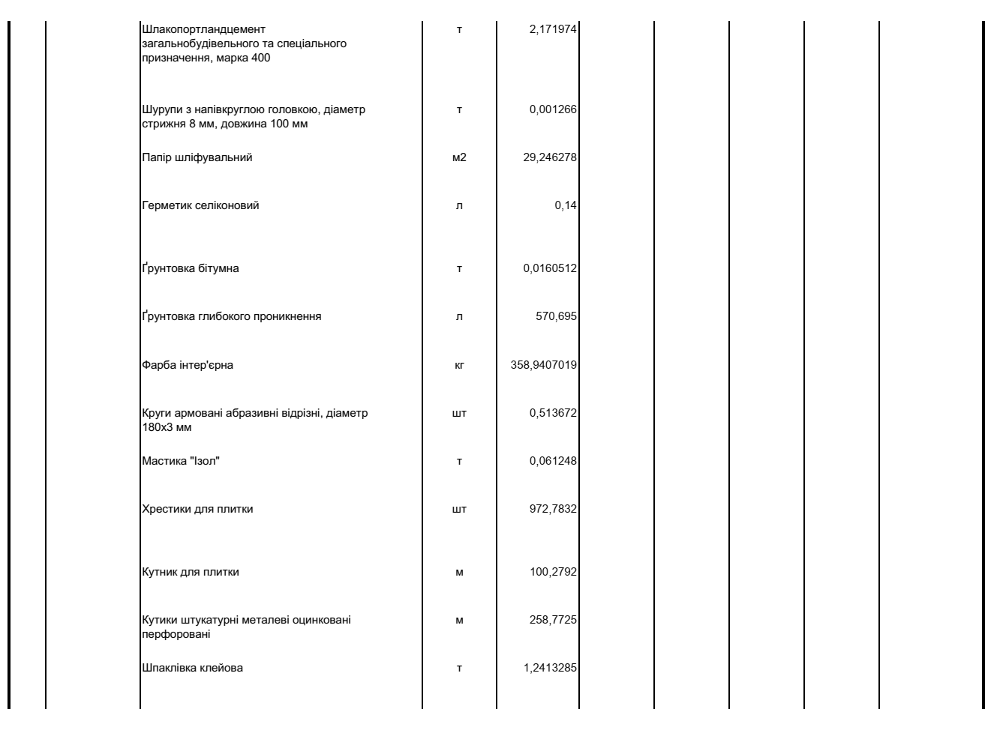 Шлакопортландцемент т 2,171974
загальнобудівельного та спеціального
призначення, марка 400
Шурупи з напівкруглою головкою, діаметр т 0,001266
стрижня 8 мм, довжина 100 мм
Папір шліфувальний м2 29,246278
Герметик селіконовий л 0,14
Ґрунтовка бітумна т 0,0160512
Ґрунтовка глибокого проникнення л 570,695
Фарба інтер'єрна кг 358,9407019
Круги армовані абразивні відрізні, діаметр шт 0,513672
180х3 мм
Мастика "Ізол" т 0,061248
Хрестики для плитки шт 972,7832
Кутник для плитки м 100,2792
Кутики штукатурні металеві оцинковані м 258,7725
перфоровані
Шпаклівка клейова т 1,2413285